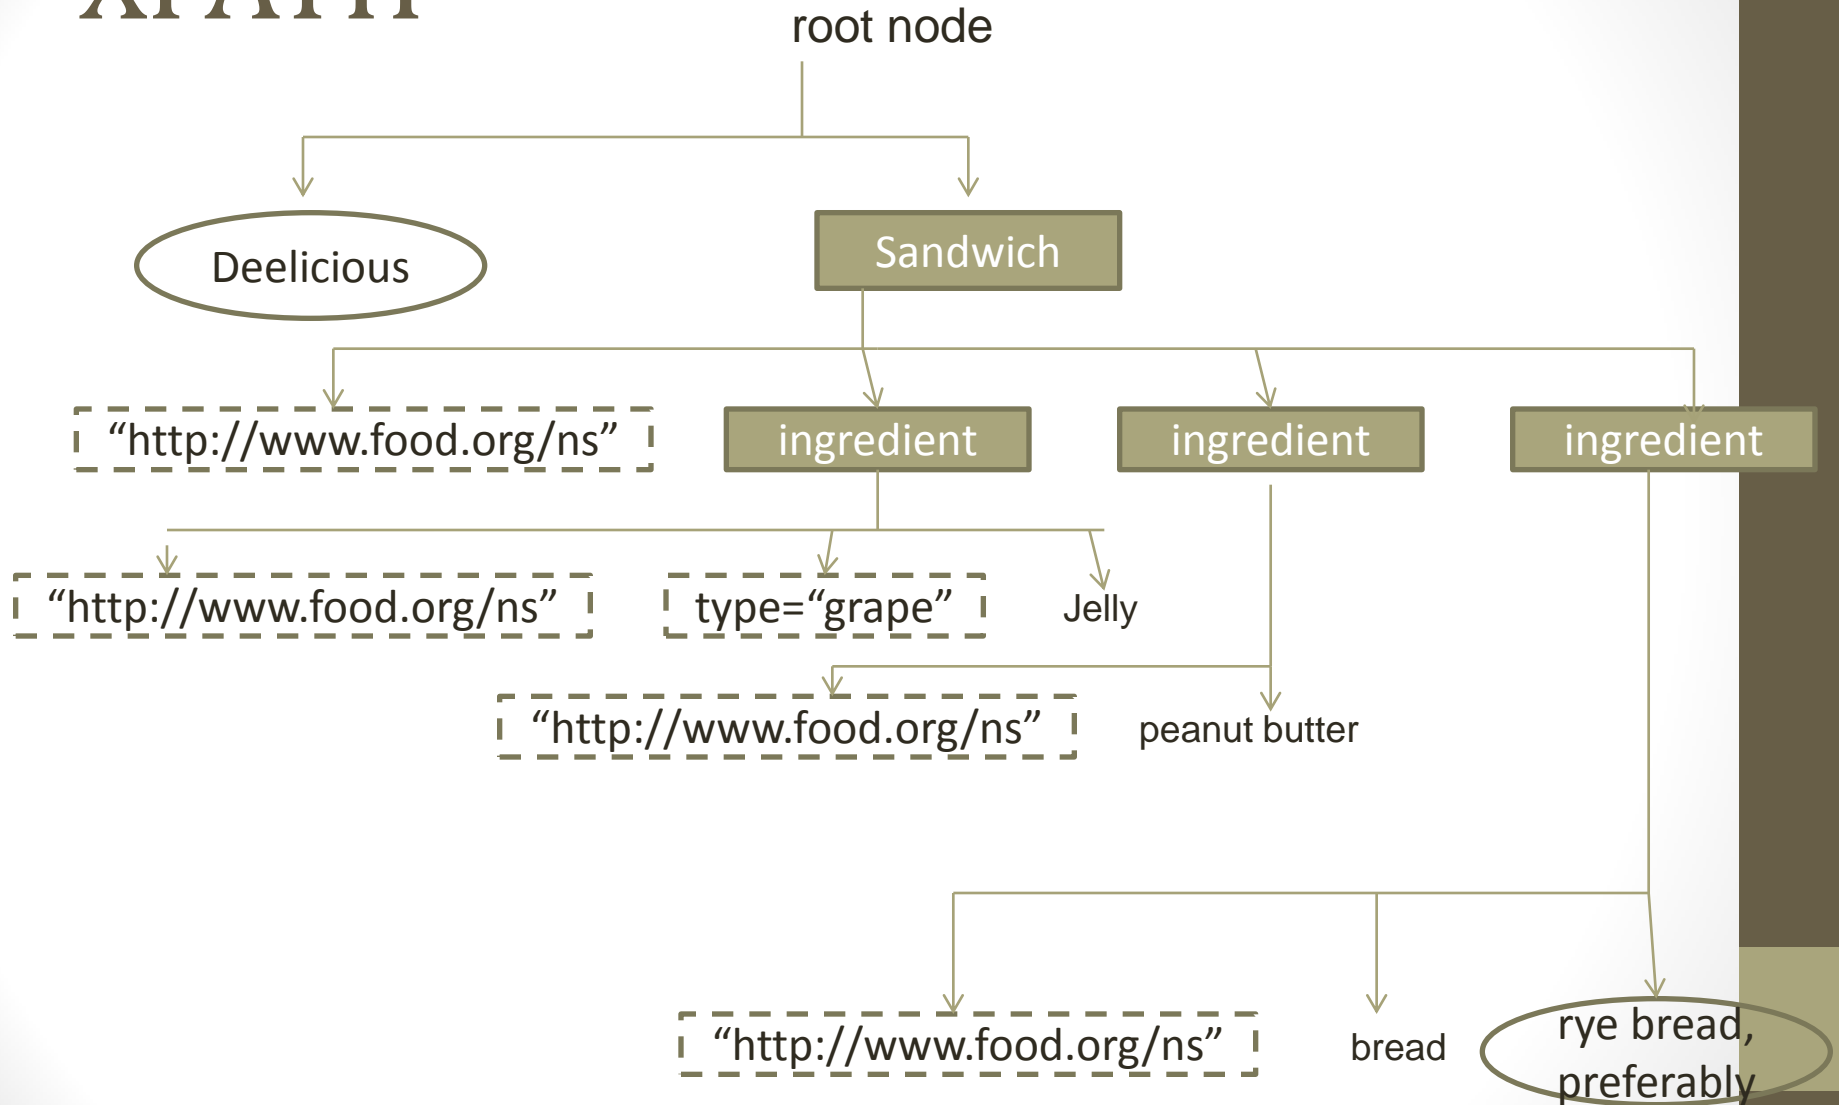 XPATH
root node
Deelicious
Sandwich
“http://www.food.org/ns”
ingredient
ingredient
ingredient
“http://www.food.org/ns”
type=“grape”
Jelly
“http://www.food.org/ns”
peanut butter
“http://www.food.org/ns”
bread
rye bread,
preferably